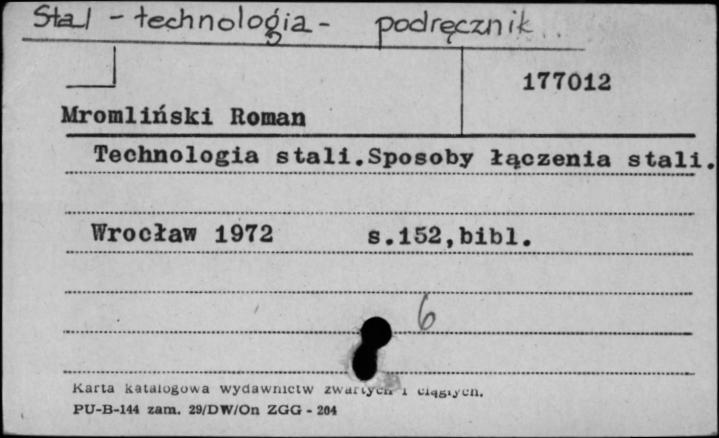 Stal - technologia - podręcznik
177012
Mromliński Roman
Technologia stali.Sposoby łączenia stali.
Wrocław 1972 s.152,bibl.
6
Karta katalogowa wydawnictw zwartych i ciągłych.
PU-B-144 zam. 29/DW/On ZGG - 204